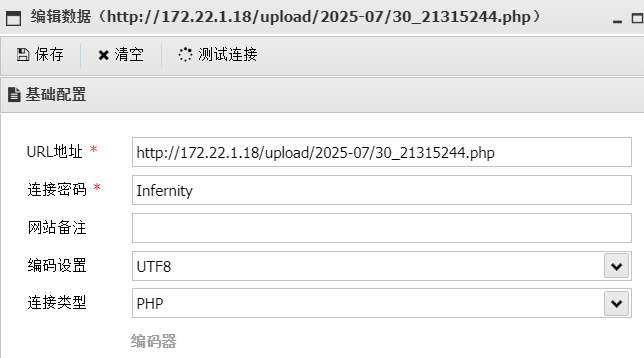 编辑数据（http://172.22.1.18/upload/2025-07/30_21315244.php）
保存 清空 测试连接
基础配置
URL地址 * http://172.22.1.18/upload/2025-07/30_21315244.php
连接密码 * Infernity
网站备注
编码设置 UTF8
连接类型 PHP
编码器